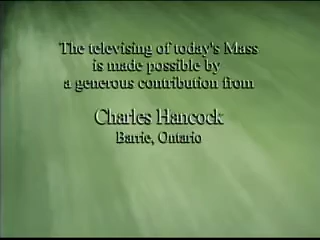 The televising of today's Mass
is made possible by
a generous contribution from
Charles Hancock
Barrie, Ontario